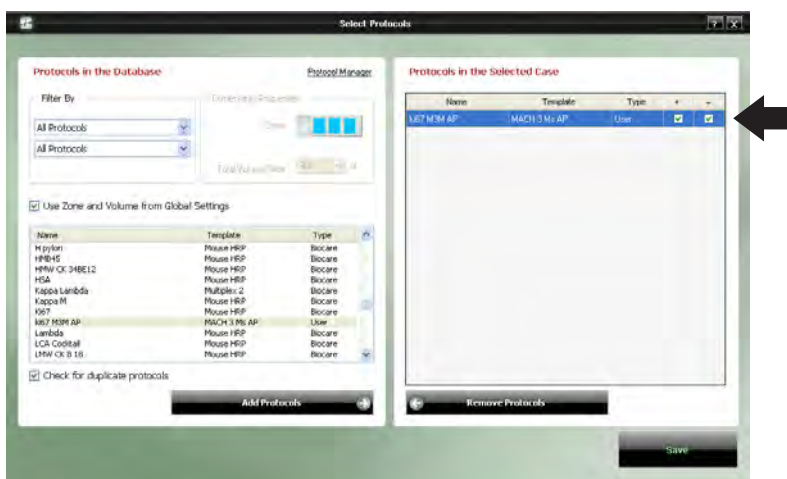 Select Protocols
? X
Protocols in the Database
Protocol Manager
Filter By
All Protocols
All Protocols
Zone
Use Zone and Volume from Global Settings
Name Template Type
H pylori Mouse HRP Biocare
HMB45 Mouse HRP Biocare
HMW CK 34BE12 Mouse HRP Biocare
HSA Mouse HRP Biocare
Kappa Lambda Multiplex 2 Biocare
Kappa M Mouse HRP Biocare
Ki67 Mouse HRP Biocare
ki67 M3M AP MACH 3 Ms AP User
Lambda Mouse HRP Biocare
LCA Cocktail Mouse HRP Biocare
LMW CK 8 18 Mouse HRP Biocare
Check for duplicate protocols
Add Protocols
Protocols in the Selected Case
Name Template Type + -
ki67 M3M AP MACH 3 Ms AP User
Remove Protocols
Save